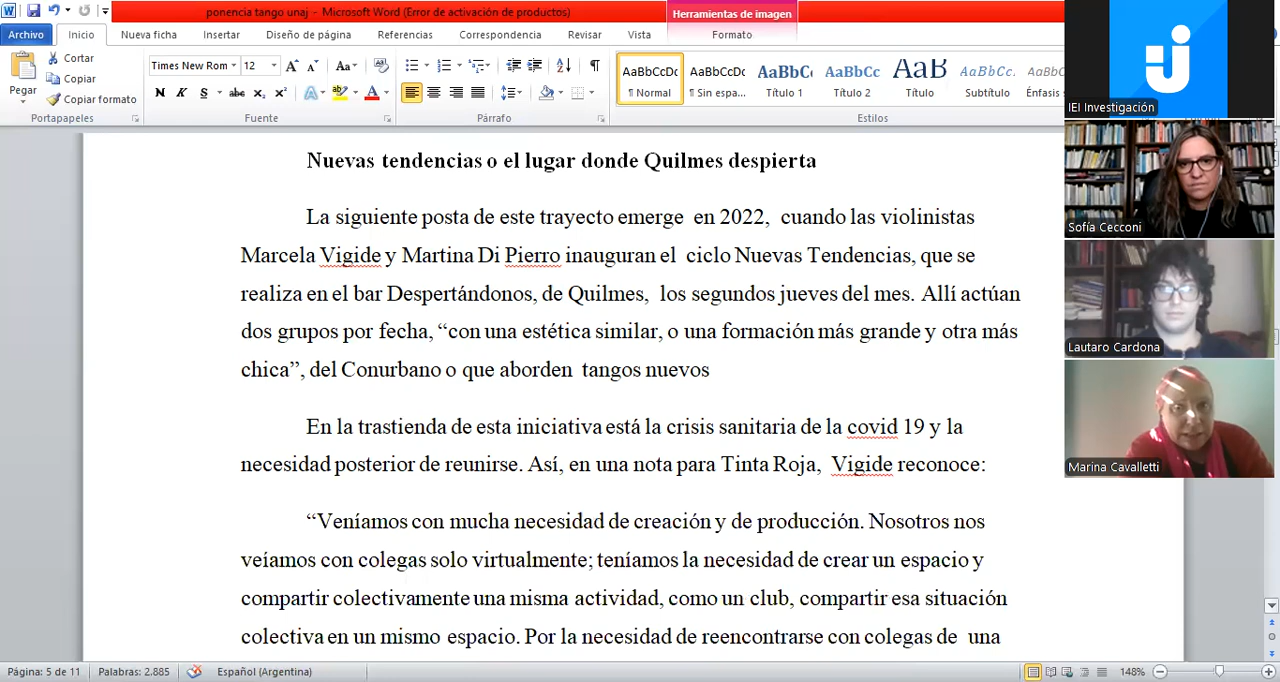 ponencia tango unaj - Microsoft Word (Error de activación de productos)
Herramientas de imagen
Archivo Inicio Nueva ficha Insertar Diseño de página Referencias Correspondencia Revisar Vista Formato
Cortar
Copiar
Copiar formato
Pegar
Portapapeles
Times New Rom 12
N K S abc x₂ x²
Fuente
Párrafo
AaBbCcDc AaBbCcDc AaBbC AaBbCc AaB AaBbCc. AaBbCc
¶ Normal ¶ Sin espa... Título 1 Título 2 Título Subtítulo Énfasis
Estilos
IEI Investigación
Sofía Cecconi
Lautaro Cardona
Marina Cavalletti
Nuevas tendencias o el lugar donde Quilmes despierta
La siguiente posta de este trayecto emerge en 2022, cuando las violinistas
Marcela Vigide y Martina Di Pierro inauguran el ciclo Nuevas Tendencias, que se
realiza en el bar Despertándonos, de Quilmes, los segundos jueves del mes. Allí actúan
dos grupos por fecha, “con una estética similar, o una formación más grande y otra más
chica”, del Conurbano o que aborden tangos nuevos
En la trastienda de esta iniciativa está la crisis sanitaria de la covid 19 y la
necesidad posterior de reunirse. Así, en una nota para Tinta Roja, Vigide reconoce:
“Veníamos con mucha necesidad de creación y de producción. Nosotros nos
veíamos con colegas solo virtualmente; teníamos la necesidad de crear un espacio y
compartir colectivamente una misma actividad, como un club, compartir esa situación
colectiva en un mismo espacio. Por la necesidad de reencontrarse con colegas de una
Página: 5 de 11 Palabras: 2.885 Español (Argentina) 148%